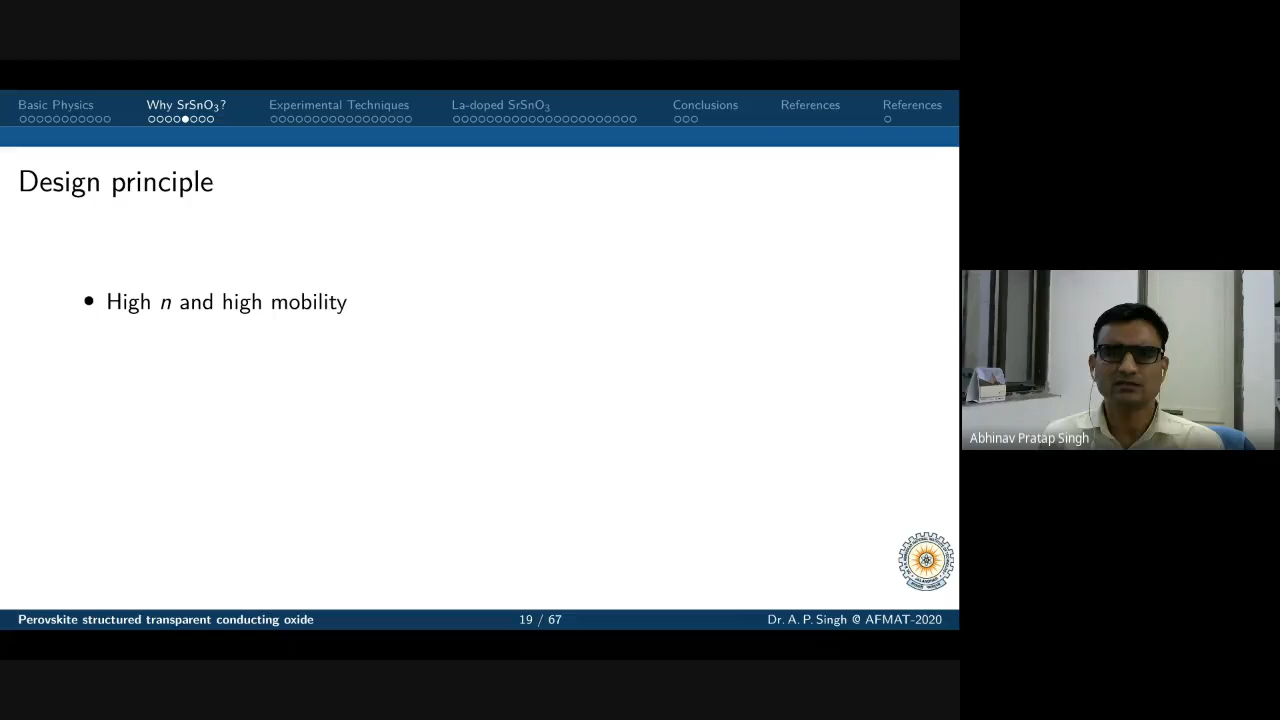 Basic Physics Why SrSnO₃? Experimental Techniques La-doped SrSnO₃ Conclusions References References
Design principle
• High n and high mobility
Abhinav Pratap Singh
JALANDHAR
Perovskite structured transparent conducting oxide 19 / 67 Dr. A. P. Singh @ AFMAT-2020